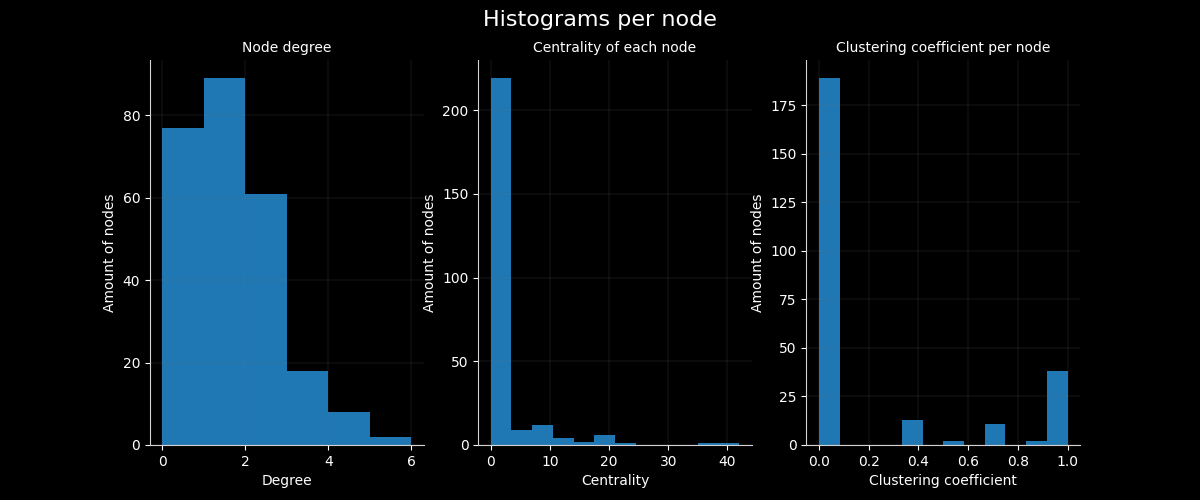 Histograms per node
Node degree
Amount of nodes
80
60
40
20
0
0 2 4 6
Degree
Centrality of each node
Amount of nodes
200
150
100
50
0
0 10 20 30 40
Centrality
Clustering coefficient per node
Amount of nodes
175
150
125
100
75
50
25
0
0.0 0.2 0.4 0.6 0.8 1.0
Clustering coefficient